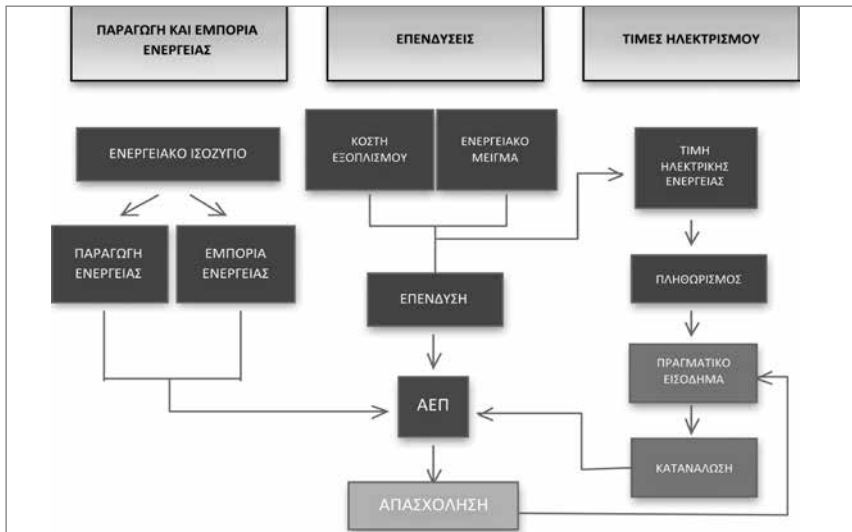 ΠΑΡΑΓΩΓΗ ΚΑΙ ΕΜΠΟΡΙΑ
ΕΝΕΡΓΕΙΑΣ
ΕΠΕΝΔΥΣΕΙΣ
ΤΙΜΕΣ ΗΛΕΚΤΡΙΣΜΟΥ
ΕΝΕΡΓΕΙΑΚΟ ΙΣΟΖΥΓΙΟ
ΚΟΣΤΗ
ΕΞΟΠΛΙΣΜΟΥ
ΕΝΕΡΓΕΙΑΚΟ
ΜΕΙΓΜΑ
ΤΙΜΗ
ΗΛΕΚΤΡΙΚΗΣ
ΕΝΕΡΓΕΙΑΣ
ΠΑΡΑΓΩΓΗ
ΕΝΕΡΓΕΙΑΣ
ΕΜΠΟΡΙΑ
ΕΝΕΡΓΕΙΑΣ
ΕΠΕΝΔΥΣΗ
ΠΛΗΘΩΡΙΣΜΟΣ
ΠΡΑΓΜΑΤΙΚΟ
ΕΙΣΟΔΗΜΑ
ΑΕΠ
ΚΑΤΑΝΑΛΩΣΗ
ΑΠΑΣΧΟΛΗΣΗ